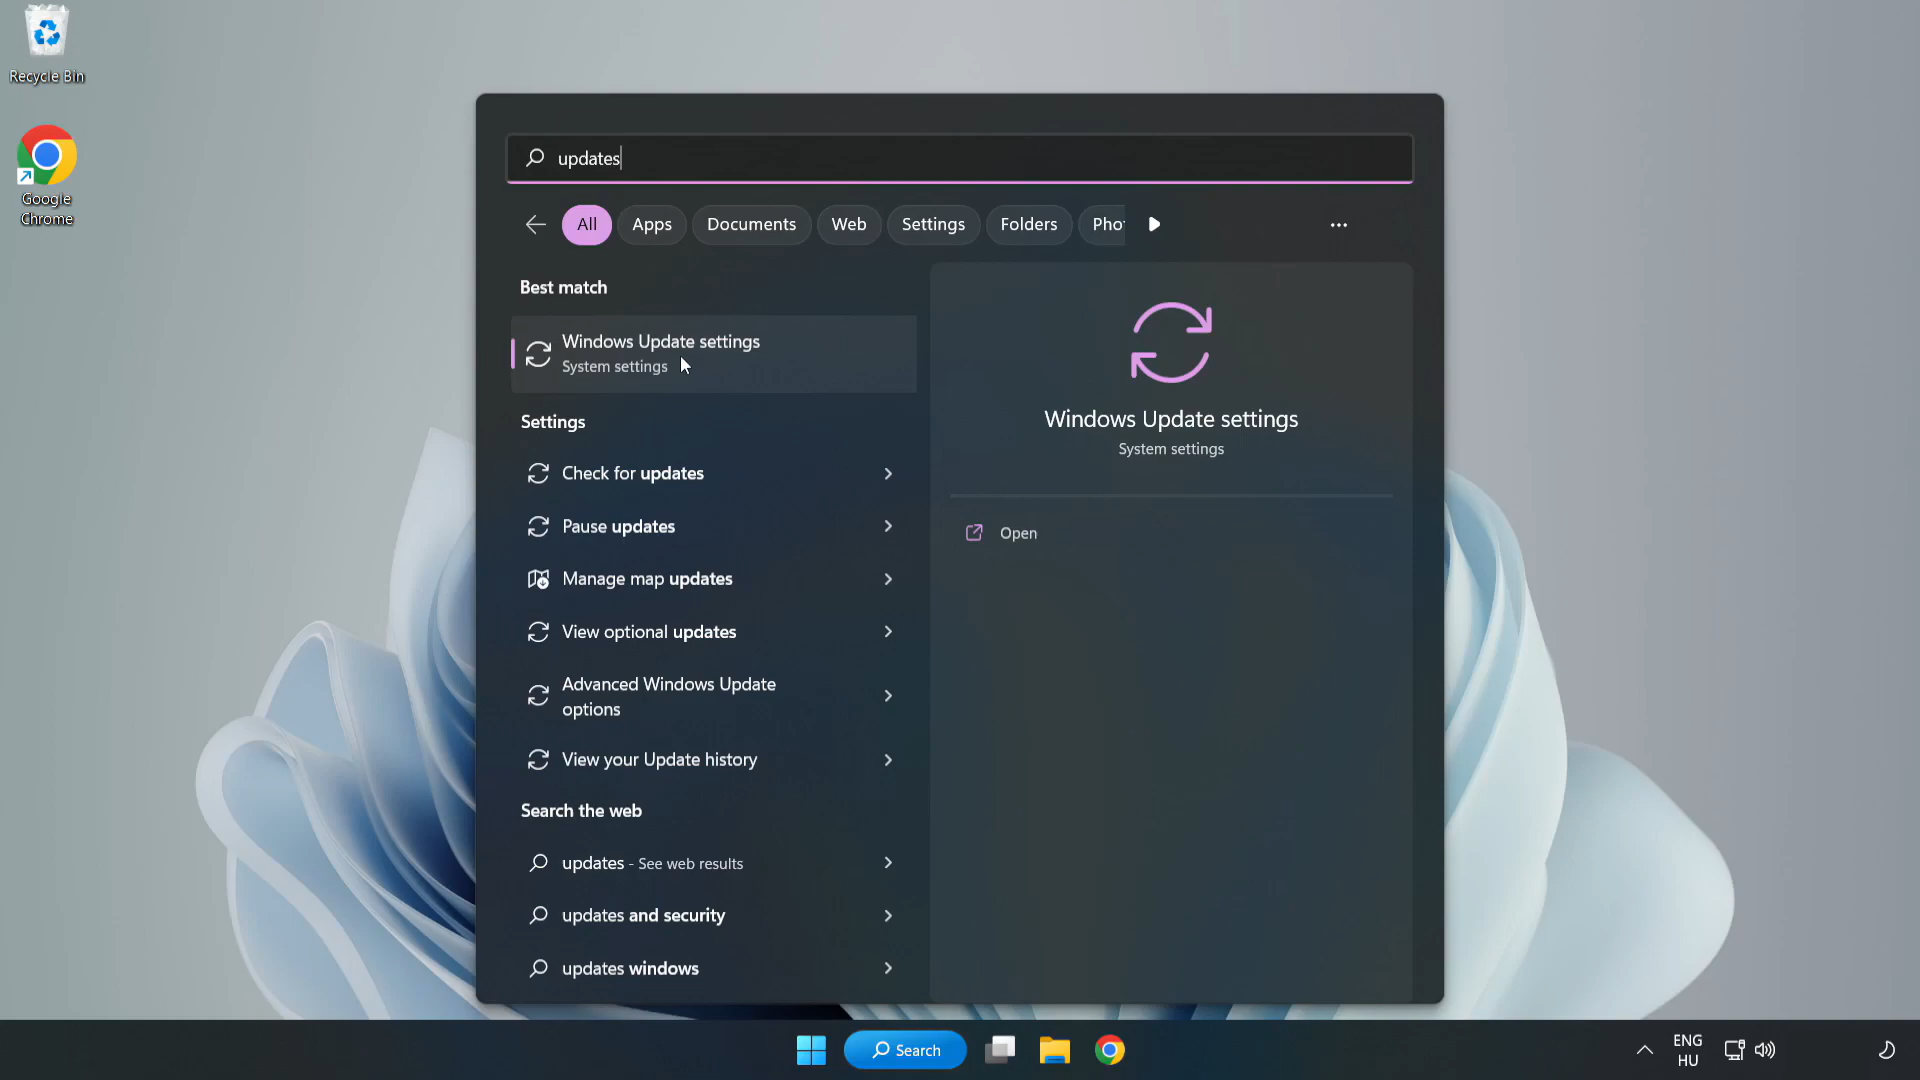 Recycle Bin
Google
Chrome
updates
All
Apps
Documents
Web
Settings
Folders
Pho
Best match
Windows Update settings
System settings
Settings
Check for updates
Pause updates
Manage map updates
View optional updates
Advanced Windows Update
options
View your Update history
Search the web
updates - See web results
updates and security
updates windows
Windows Update settings
System settings
Open
Search
ENG
HU